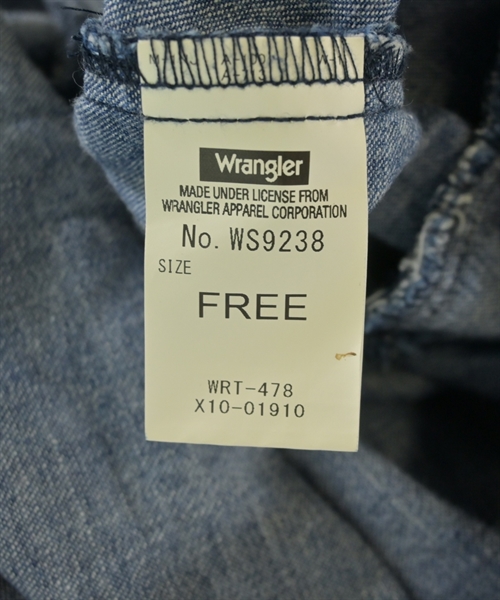 Wrangler
MADE UNDER LICENSE FROM
WRANGLER APPAREL CORPORATION
No. WS9238
SIZE
FREE
WRT-478
X10-01910